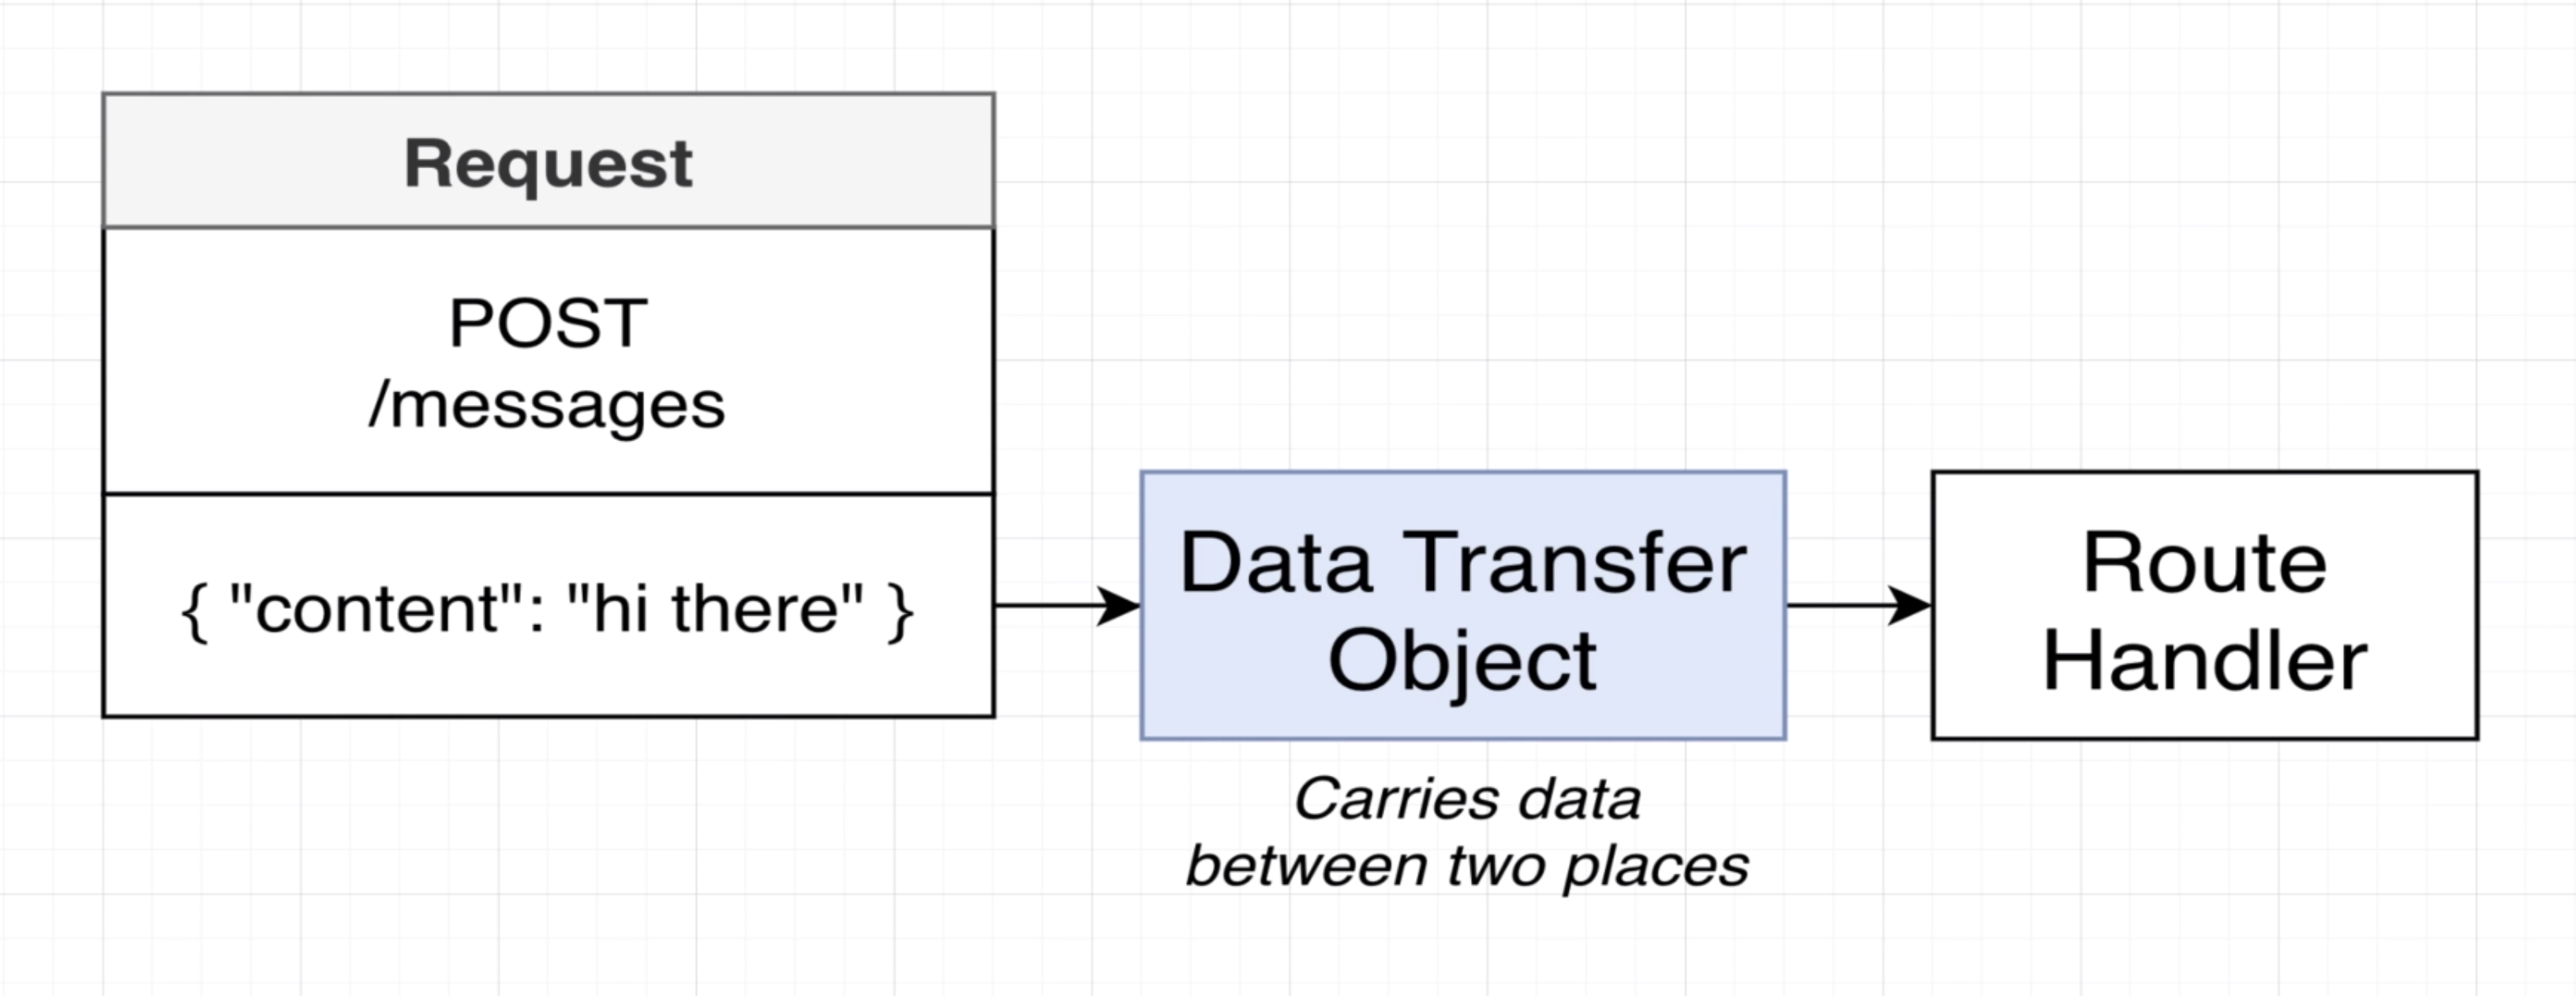 Request
POST
/messages
{ "content": "hi there" }
Data Transfer
Object
Carries data
between two places
Route
Handler